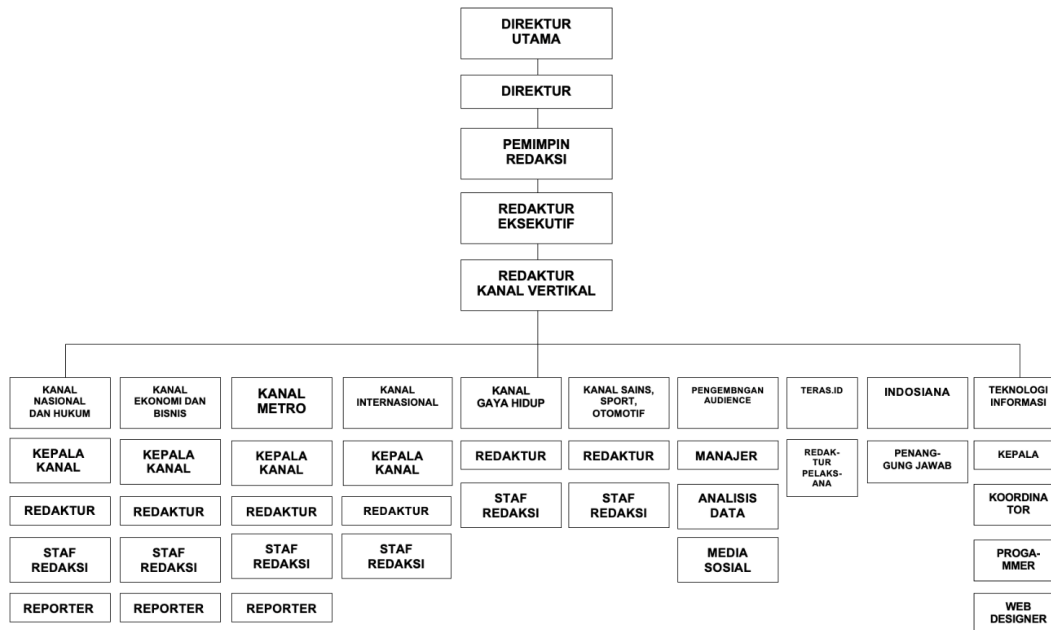 DIREKTUR
UTAMA
DIREKTUR
PEMIMPIN
REDAKSI
REDAKTUR
EKSEKUTIF
REDAKTUR
KANAL VERTIKAL
KANAL
NASIONAL
DAN HUKUM
KEPALA
KANAL
REDAKTUR
STAF
REDAKSI
REPORTER
KANAL
EKONOMI DAN
BISNIS
KEPALA
KANAL
REDAKTUR
STAF
REDAKSI
REPORTER
KANAL
METRO
KEPALA
KANAL
REDAKTUR
STAF
REDAKSI
REPORTER
KANAL
INTERNASIONAL
KEPALA
KANAL
REDAKTUR
STAF
REDAKSI
KANAL
GAYA HIDUP
REDAKTUR
STAF
REDAKSI
KANAL SAINS,
SPORT,
OTOMOTIF
REDAKTUR
STAF
REDAKSI
PENGEMBNGAN
AUDIENCE
MANAJER
ANALISIS
DATA
MEDIA
SOSIAL
TERAS.ID
REDAK-
TUR
PELAKS-
ANA
INDOSIANA
PENANG-
GUNG JAWAB
TEKNOLOGI
INFORMASI
KEPALA
KOORDINA
TOR
PROGA-
MMER
WEB
DESIGNER